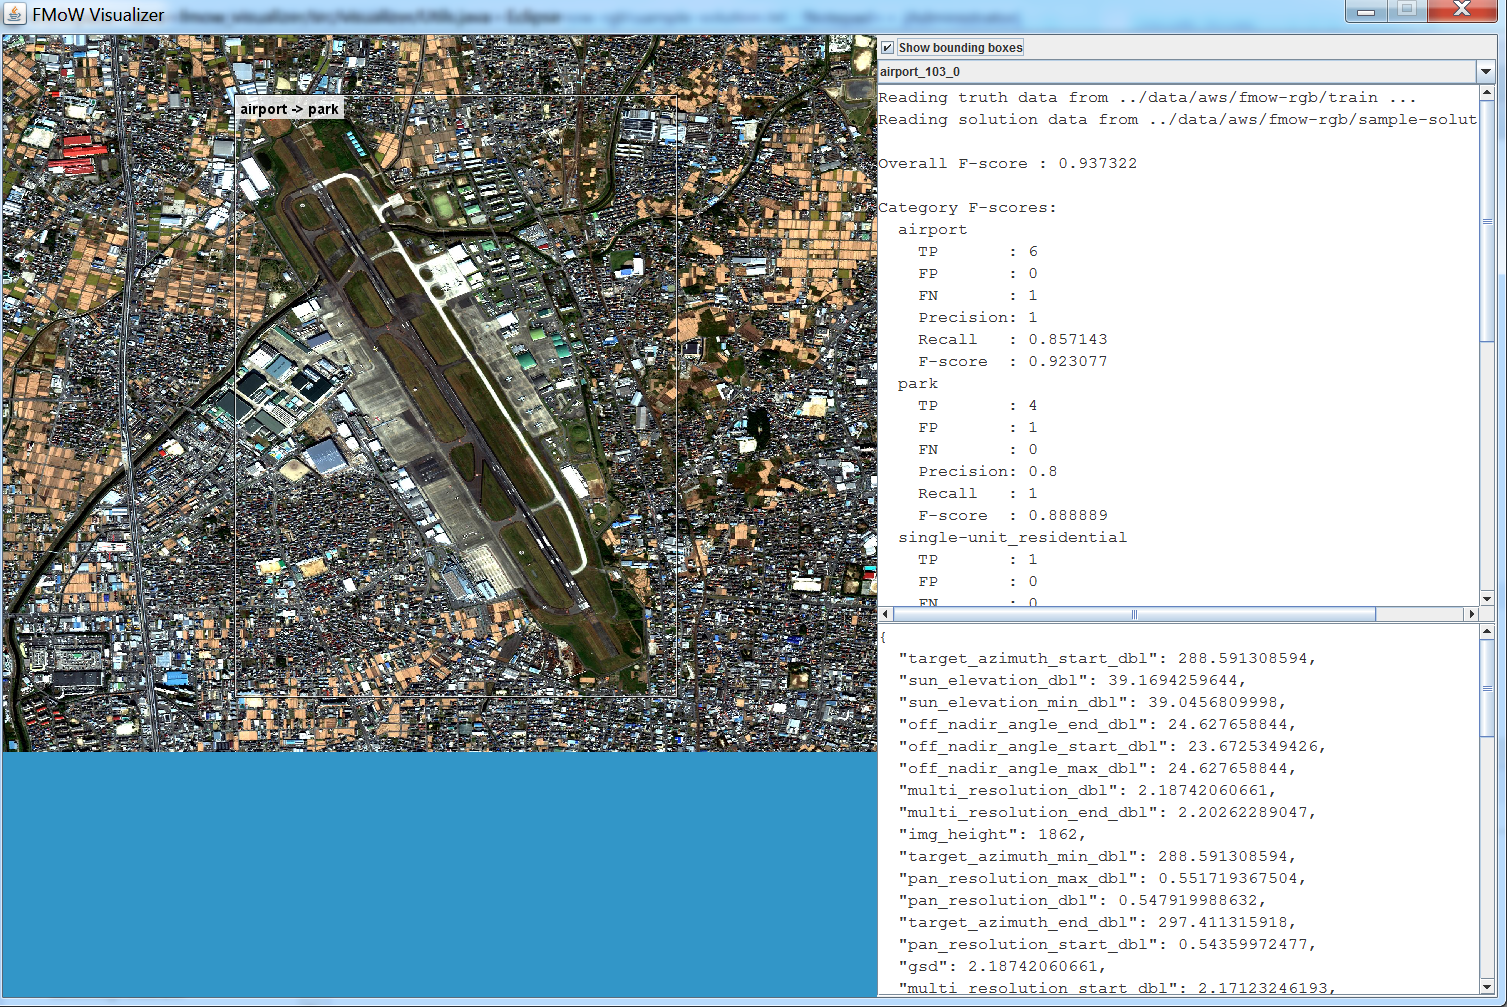 FMoW Visualizer
airport -> park
Show bounding boxes
airport_103_0
Reading truth data from ../data/aws/fmow-rgb/train ...
Reading solution data from ../data/aws/fmow-rgb/sample-solut
Overall F-score : 0.937322
Category F-scores:
airport
TP : 6
FP : 0
FN : 1
Precision: 1
Recall : 0.857143
F-score : 0.923077
park
TP : 4
FP : 1
FN : 0
Precision: 0.8
Recall : 1
F-score : 0.888889
single-unit_residential
TP : 1
FP : 0
FN : 0
{
"target_azimuth_start_dbl": 288.591308594,
"sun_elevation_dbl": 39.1694259644,
"sun_elevation_min_dbl": 39.0456809998,
"off_nadir_angle_end_dbl": 24.627658844,
"off_nadir_angle_start_dbl": 23.6725349426,
"off_nadir_angle_max_dbl": 24.627658844,
"multi_resolution_dbl": 2.18742060661,
"multi_resolution_end_dbl": 2.20262289047,
"img_height": 1862,
"target_azimuth_min_dbl": 288.591308594,
"pan_resolution_max_dbl": 0.551719367504,
"pan_resolution_dbl": 0.547919988632,
"target_azimuth_end_dbl": 297.411315918,
"pan_resolution_start_dbl": 0.54359972477,
"gsd": 2.18742060661,
"multi_resolution_start_dbl": 2.17123246193,